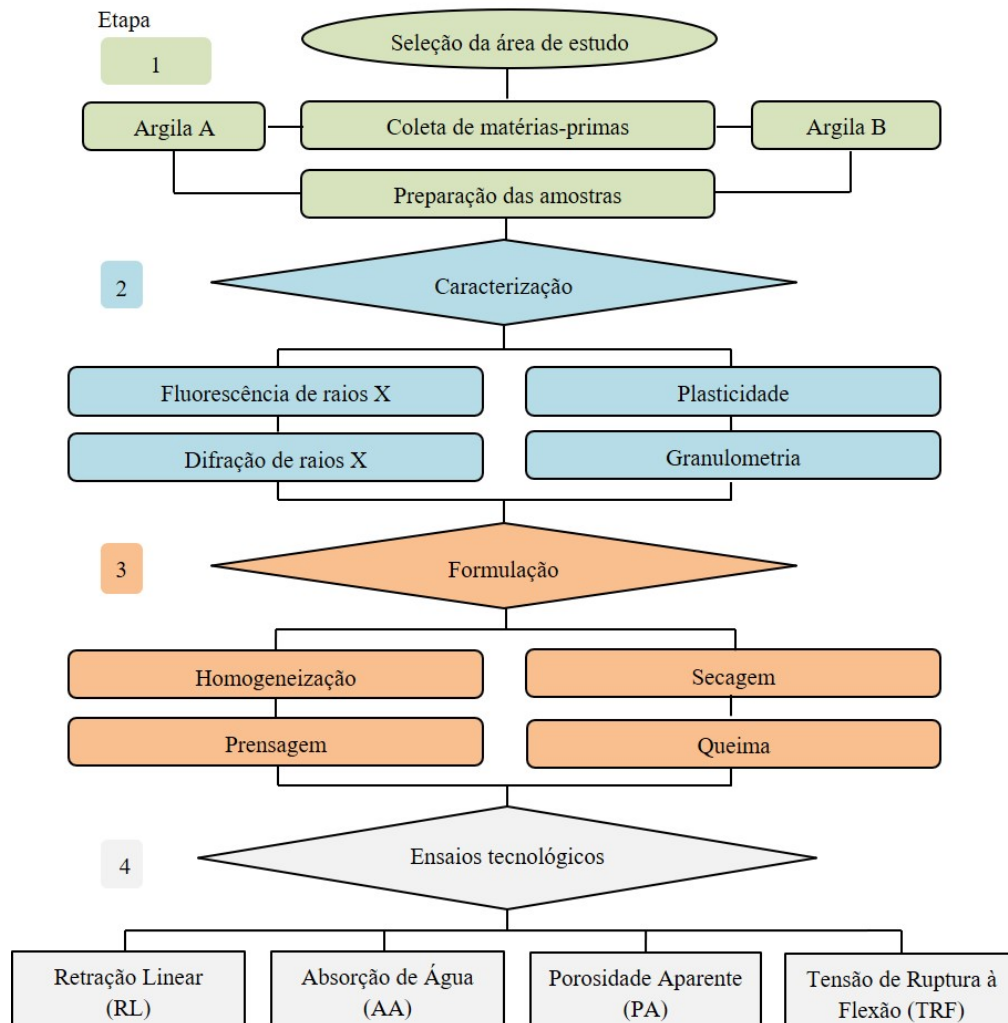 Etapa
1
Seleção da área de estudo
Argila A
Coleta de matérias-primas
Argila B
Preparação das amostras
2
Caracterização
Fluorescência de raios X
Plasticidade
Difração de raios X
Granulometria
3
Formulação
Homogeneização
Secagem
Prensagem
Queima
4
Ensaios tecnológicos
Retração Linear
(RL)
Absorção de Água
(AA)
Porosidade Aparente
(PA)
Tensão de Ruptura à
Flexão (TRF)